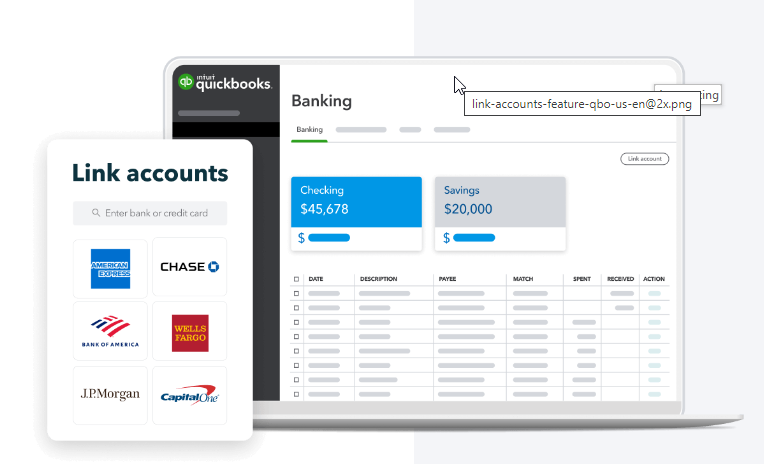 intuit
quickbooks.
Banking
link-accounts-feature-qbo-us-en@2x.png
Banking
Link account
Link accounts
Enter bank or credit card
Checking
$45,678
Savings
$20,000
$
$
AMERICAN
EXPRESS
CHASE
BANK OF AMERICA
WELLS
FARGO
J.P.Morgan
Capital One
DATE DESCRIPTION PAYEE MATCH SPENT RECEIVED ACTION